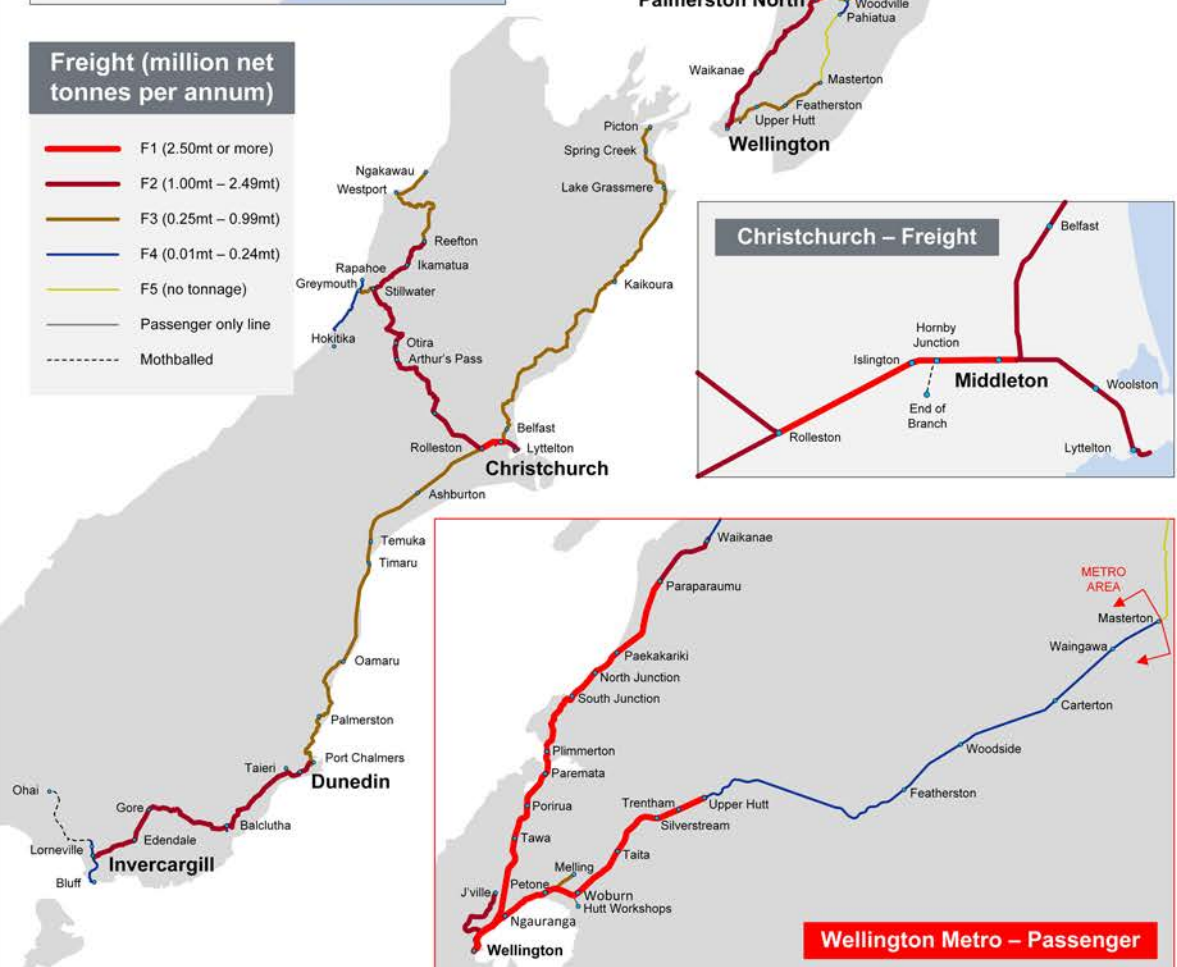 Palmerston North
Woodville
Pahiatua
Waikanae
Masterton
Featherston
Upper Hutt
Wellington
Freight (million net
tonnes per annum)
F1 (2.50mt or more)
F2 (1.00mt – 2.49mt)
F3 (0.25mt – 0.99mt)
F4 (0.01mt – 0.24mt)
F5 (no tonnage)
Passenger only line
Mothballed
Picton
Spring Creek
Lake Grassmere
Ngakawau
Westport
Reefton
Ikamatua
Rapahoe
Greymouth
Stillwater
Kaikoura
Hokitika
Otira
Arthur's Pass
Belfast
Rolleston
Lyttelton
Christchurch
Ashburton
Temuka
Timaru
Oamaru
Palmerston
Port Chalmers
Taieri
Dunedin
Ohai
Gore
Balclutha
Edendale
Lorneville
Invercargill
Bluff
Christchurch – Freight
Belfast
Hornby
Junction
Islington
Middleton
Woolston
End of
Branch
Rolleston
Lyttelton
Waikanae
Paraparaumu
METRO
AREA
Masterton
Waingawa
Paekakariki
North Junction
South Junction
Carterton
Woodside
Plimmerton
Paremata
Featherston
Porirua
Trentham
Upper Hutt
Silverstream
Tawa
Taita
Melling
J'ville
Petone
Woburn
Hutt Workshops
Ngauranga
Wellington
Wellington Metro – Passenger